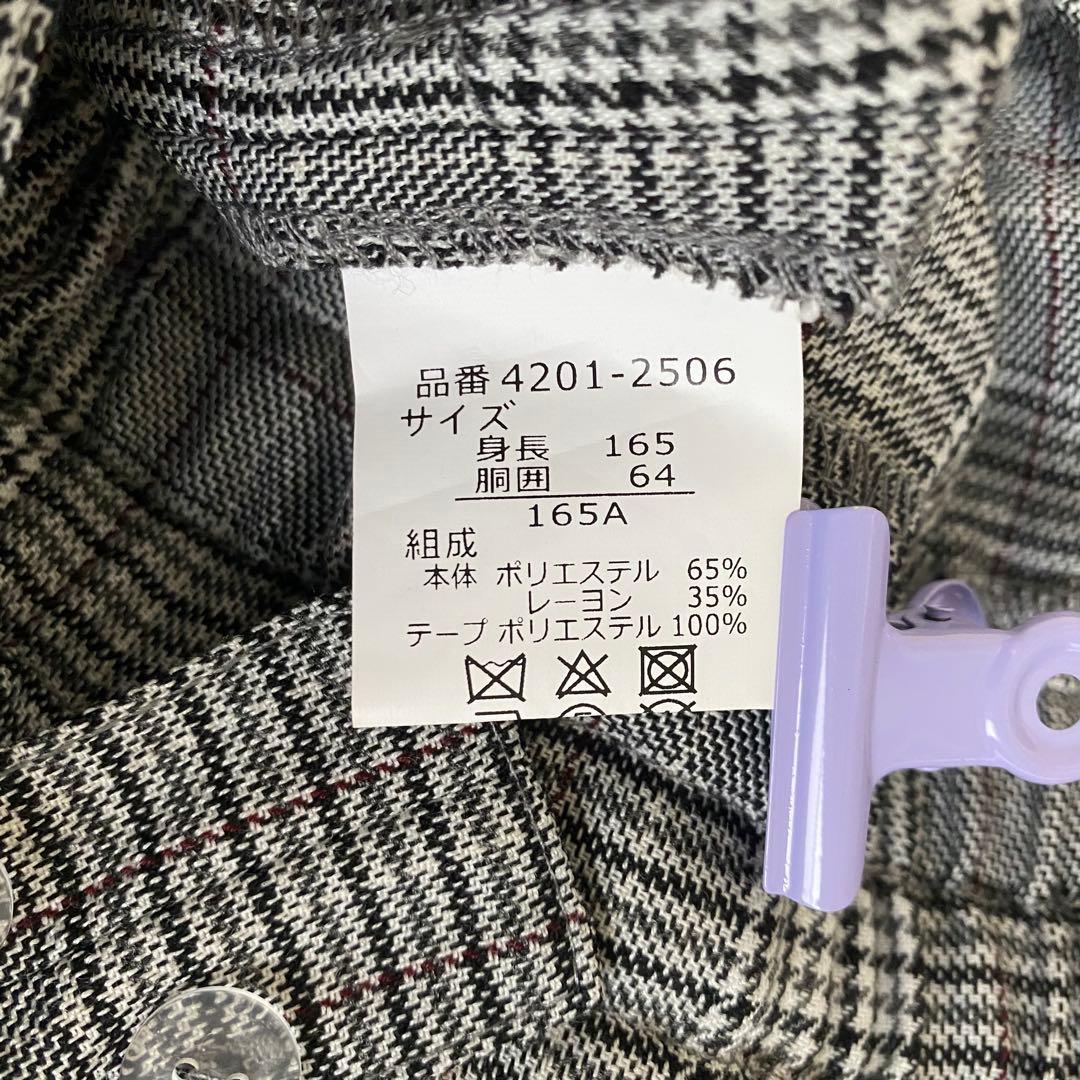 品番 4201-2506
サイズ
身長 165
胴囲 64
165A
組成
本体 ポリエステル 65%
レーヨン 35%
テープ ポリエステル 100%